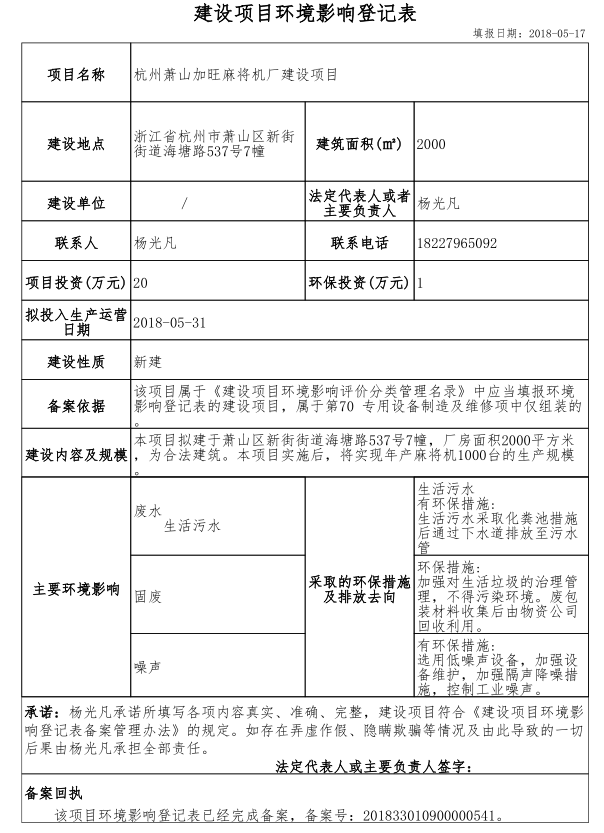 建设项目环境影响登记表
填报日期：2018-05-17
项目名称
杭州萧山加旺麻将机厂建设项目
建设地点
浙江省杭州市萧山区新街
街道海塘路537号7幢
建筑面积(㎡)
2000
建设单位
/
法定代表人或者
主要负责人
杨光凡
联系人
杨光凡
联系电话
18227965092
项目投资(万元)
20
环保投资(万元)
1
拟投入生产运营
日期
2018-05-31
建设性质
新建
备案依据
该项目属于《建设项目环境影响评价分类管理名录》中应当填报环境
影响登记表的建设项目，属于第70 专用设备制造及维修项中仅组装的
。
建设内容及规模
本项目拟建于萧山区新街街道海塘路537号7幢，厂房面积2000平方米
，为合法建筑。本项目实施后，将实现年产麻将机1000台的生产规模
。
主要环境影响
废水
生活污水
采取的环保措施
及排放去向
生活污水
有环保措施：
生活污水采取化粪池措施
后通过下水道排放至污水
管
固废
环保措施：
加强对生活垃圾的治理管
理，不得污染环境。废包
装材料收集后由物资公司
回收利用。
噪声
有环保措施：
选用低噪声设备，加强设
备维护，加强隔声降噪措
施，控制工业噪声。
承诺：杨光凡承诺所填写各项内容真实、准确、完整，建设项目符合《建设项目环境影
响登记表备案管理办法》的规定。如存在弄虚作假、隐瞒欺骗等情况及由此导致的一切
后果由杨光凡承担全部责任。
法定代表人或主要负责人签字：
备案回执
该项目环境影响登记表已经完成备案，备案号：201833010900000541。